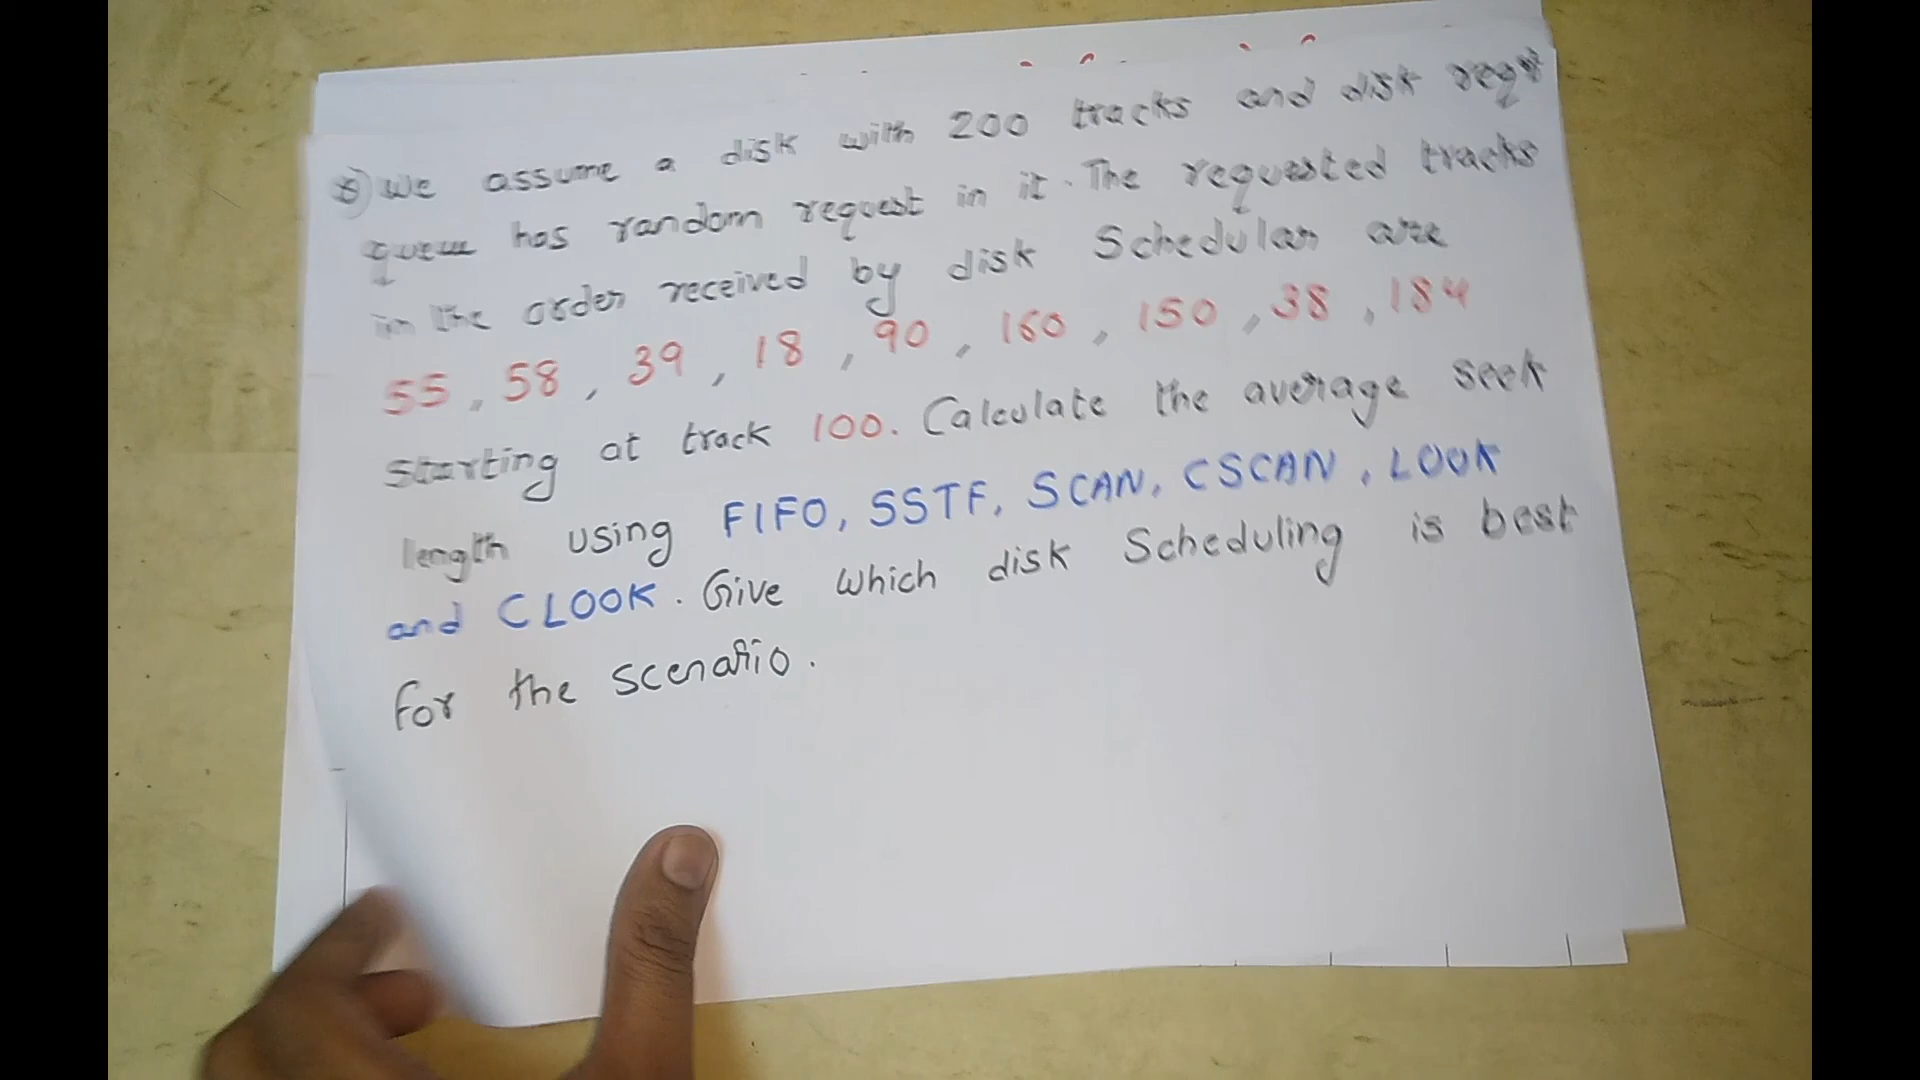 we assume a disk with 200 tracks and disk reqst
queue has random request in it. The requested tracks
in the order received by disk Schedular are
55, 58, 39, 18, 90, 160, 150, 38, 184
Starting at track 100. Calculate the average seek
length using FIFO, SSTF, SCAN, CSCAN, LOOK
and CLOOK. Give which disk Scheduling is best
for the scenario.